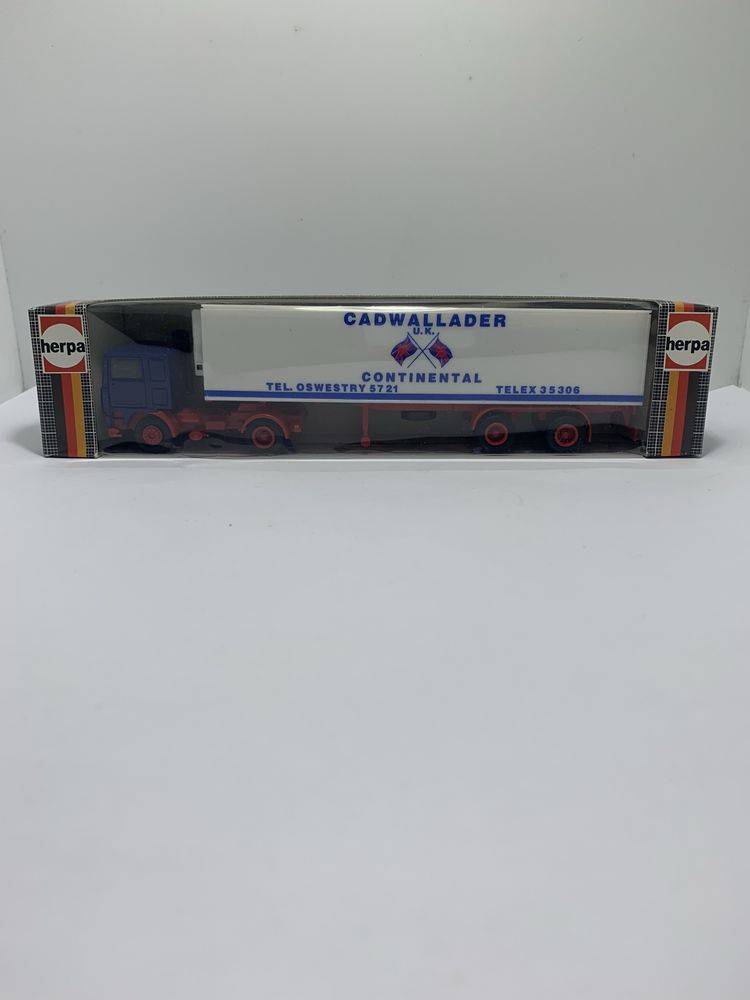 herpa
CADWALLADER
U.K.
CONTINENTAL
TEL. OSWESTRY 5721
TELEX 35306
herpa